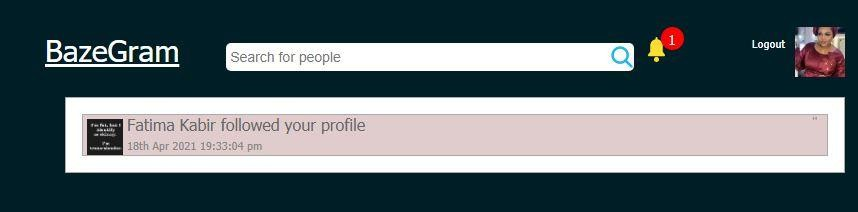 BazeGram
Search for people
1
Logout
Fatima Kabir followed your profile
18th Apr 2021 19:33:04 pm